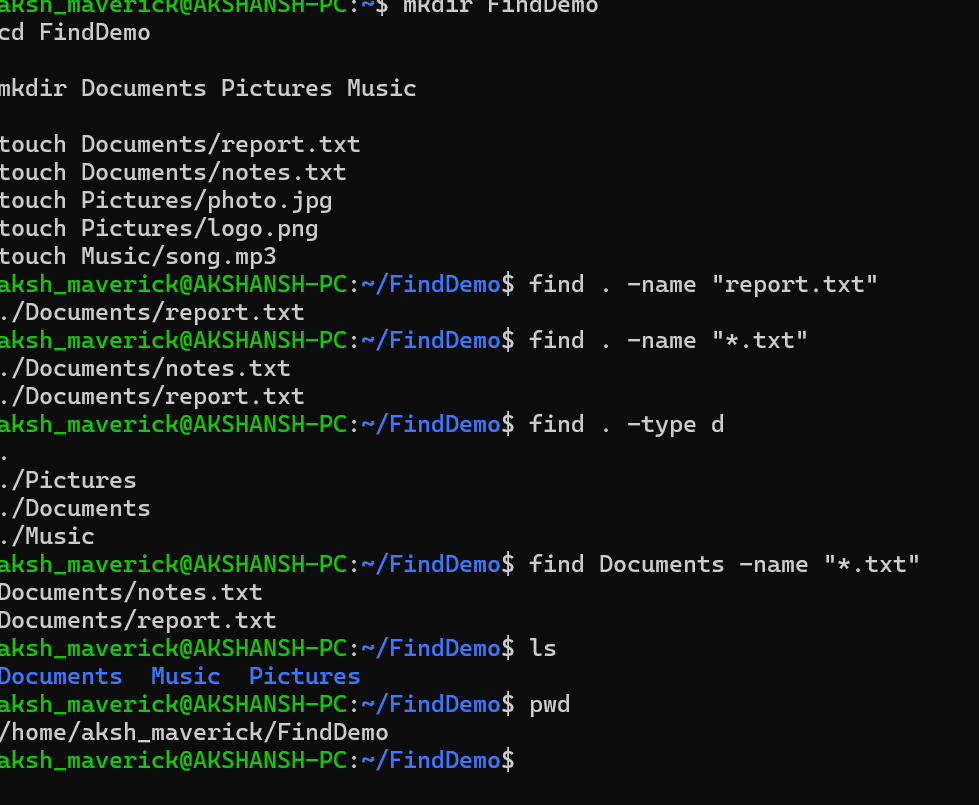 aksh_maverick@AKSHANSH-PC:~$ mkdir FindDemo
cd FindDemo
mkdir Documents Pictures Music
touch Documents/report.txt
touch Documents/notes.txt
touch Pictures/photo.jpg
touch Pictures/logo.png
touch Music/song.mp3
aksh_maverick@AKSHANSH-PC:~/FindDemo$ find . -name "report.txt"
./Documents/report.txt
aksh_maverick@AKSHANSH-PC:~/FindDemo$ find . -name "*.txt"
./Documents/notes.txt
./Documents/report.txt
aksh_maverick@AKSHANSH-PC:~/FindDemo$ find . -type d
.
./Pictures
./Documents
./Music
aksh_maverick@AKSHANSH-PC:~/FindDemo$ find Documents -name "*.txt"
Documents/notes.txt
Documents/report.txt
aksh_maverick@AKSHANSH-PC:~/FindDemo$ ls
Documents  Music  Pictures
aksh_maverick@AKSHANSH-PC:~/FindDemo$ pwd
/home/aksh_maverick/FindDemo
aksh_maverick@AKSHANSH-PC:~/FindDemo$